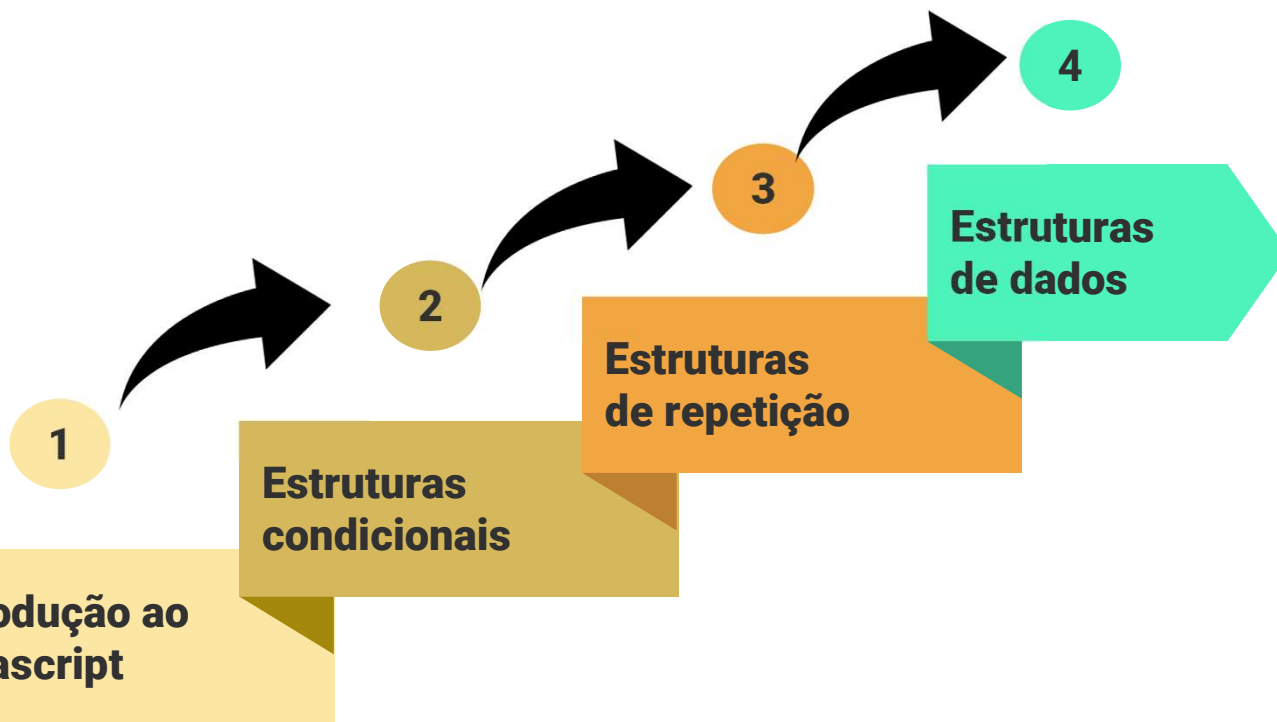 1
odução ao
ascript
2
Estruturas
condicionais
3
Estruturas
de repetição
4
Estruturas
de dados